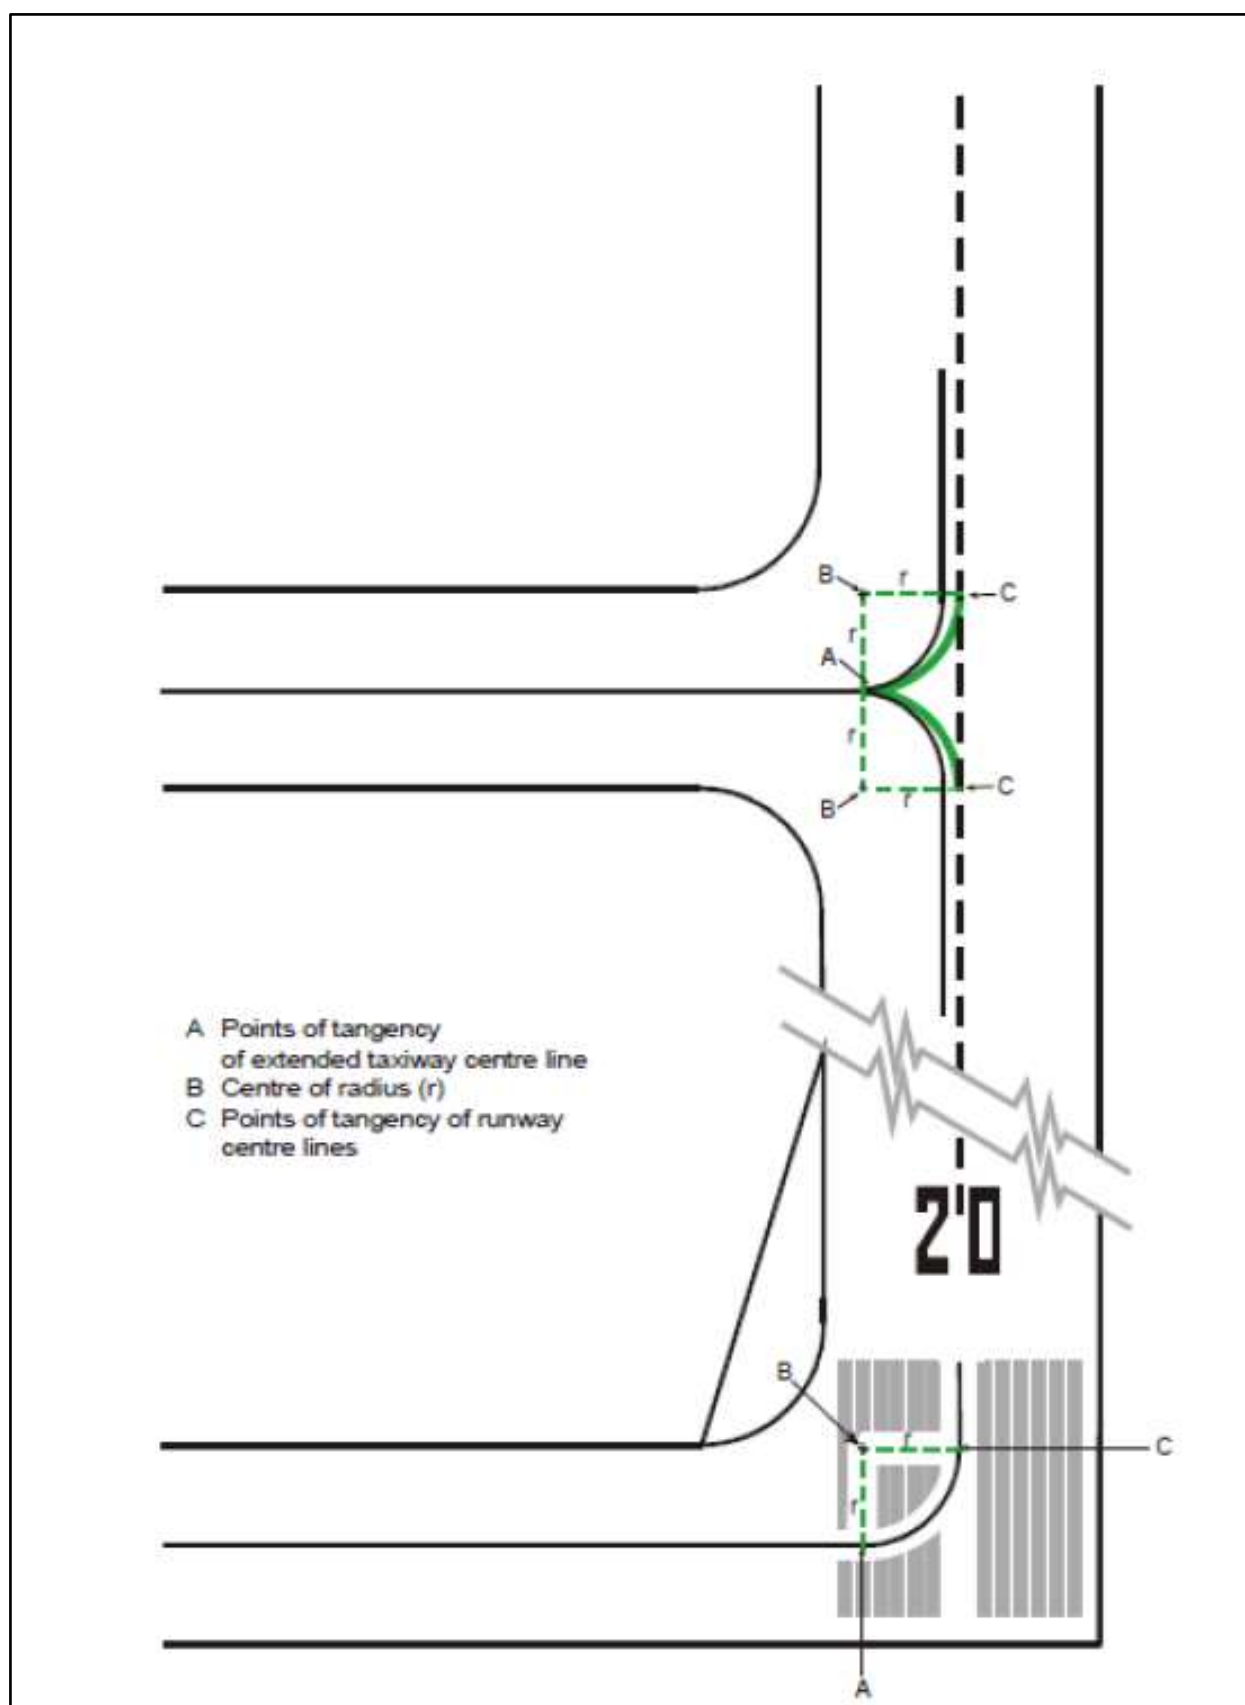 B
r
C
r
A
r
B
r
C
A Points of tangency
of extended taxiway centre line
B Centre of radius (r)
C Points of tangency of runway
centre lines
20
B
r
C
r
A